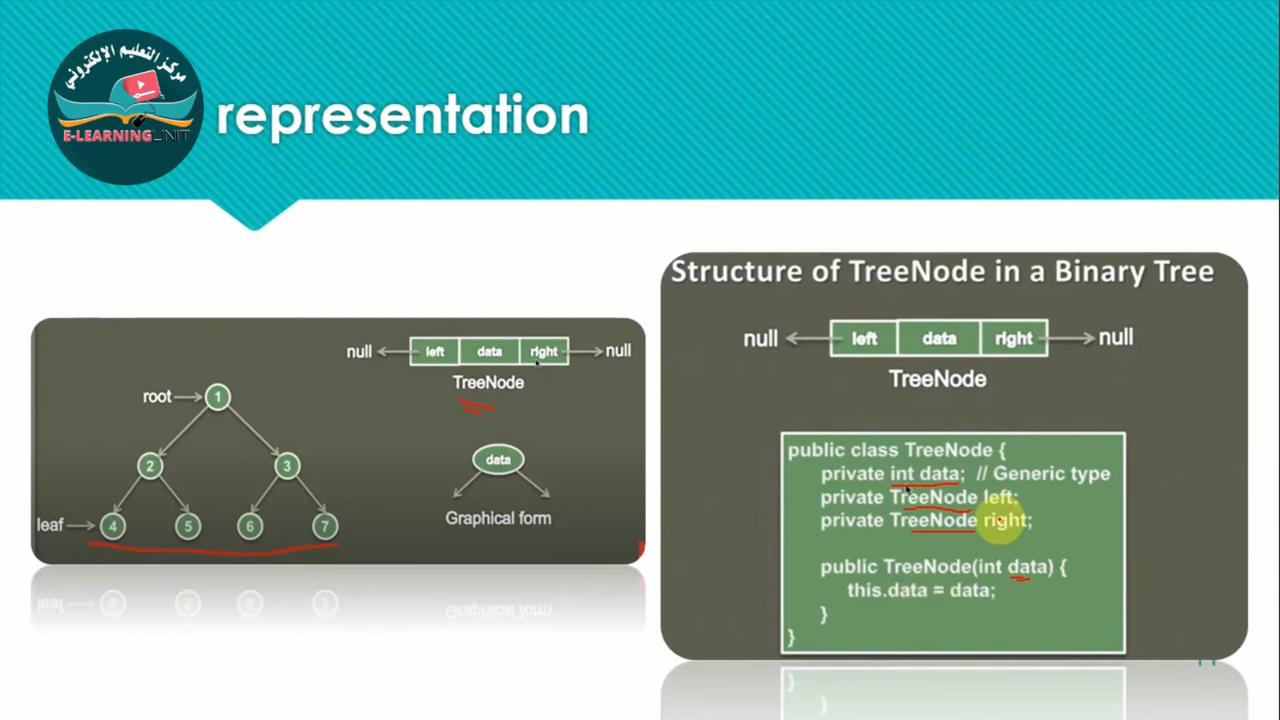 مركز التعليم الإلكتروني
E-LEARNING UNIT
representation
null left data right null
TreeNode
root 1
2 3
data
leaf 4 5 6 7
Graphical form
Structure of TreeNode in a Binary Tree
null left data right null
TreeNode
public class TreeNode {
private int data; // Generic type
private TreeNode left;
private TreeNode right;
public TreeNode(int data) {
this.data = data;
}
}